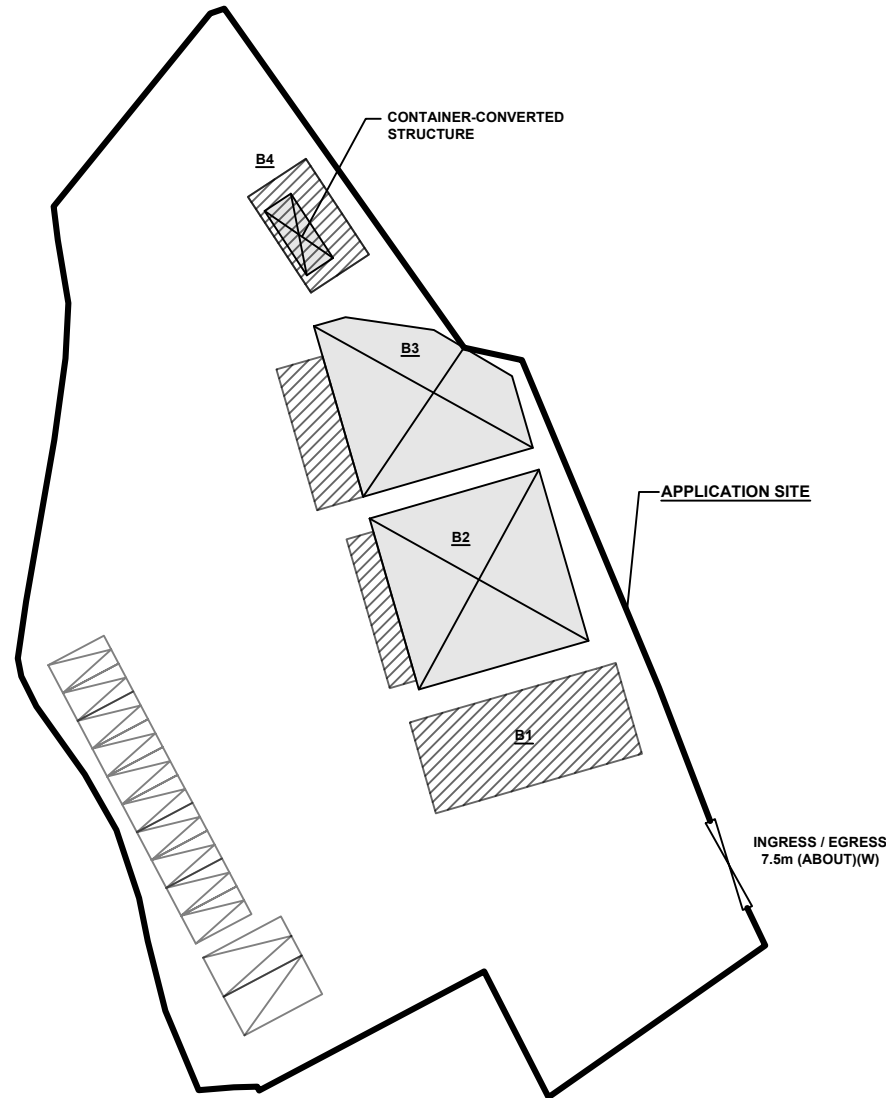 CONTAINER-CONVERTED
STRUCTURE
B4
B3
APPLICATION SITE
B2
B1
INGRESS / EGRESS
7.5m (ABOUT)(W)